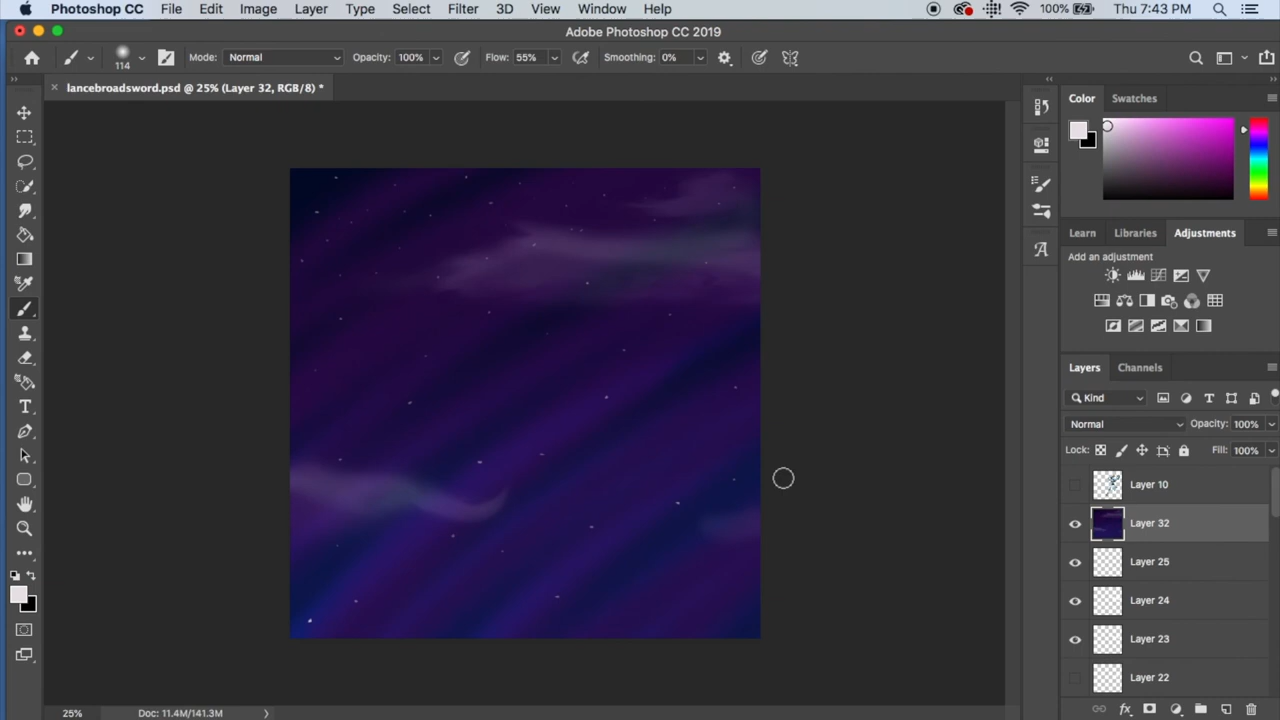 Photoshop CC File Edit Image Layer Type Select Filter 3D View Window Help 100% Thu 7:43 PM
Adobe Photoshop CC 2019
114 Mode: Normal Opacity: 100% Flow: 55% Smoothing: 0%
lancebroadsword.psd @ 25% (Layer 32, RGB/8) *
Color Swatches
Learn Libraries Adjustments
Add an adjustment
Layers Channels
Kind
Normal Opacity: 100%
Lock: Fill: 100%
Layer 10
Layer 32
Layer 25
Layer 24
Layer 23
Layer 22
25% Doc: 11.4M/141.3M